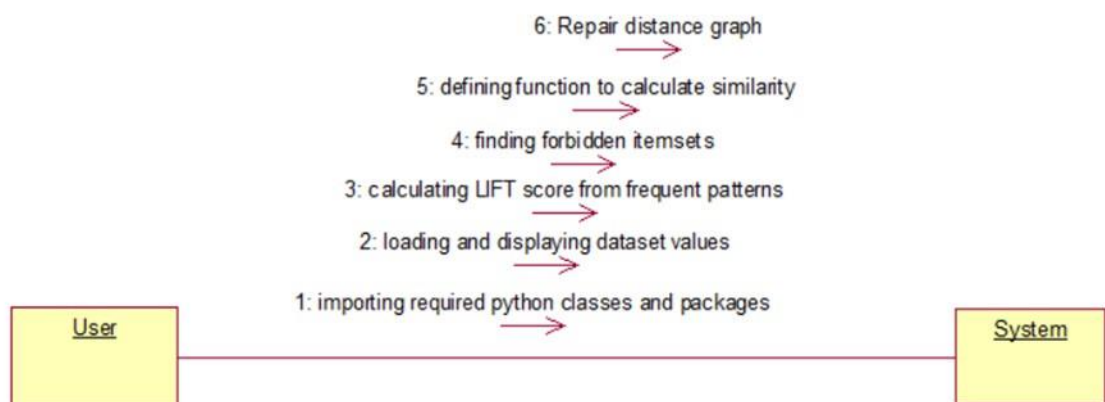 6: Repair distance graph
5: defining function to calculate similarity
4: finding forbidden itemsets
3: calculating LIFT score from frequent patterns
2: loading and displaying dataset values
1: importing required python classes and packages
User
System